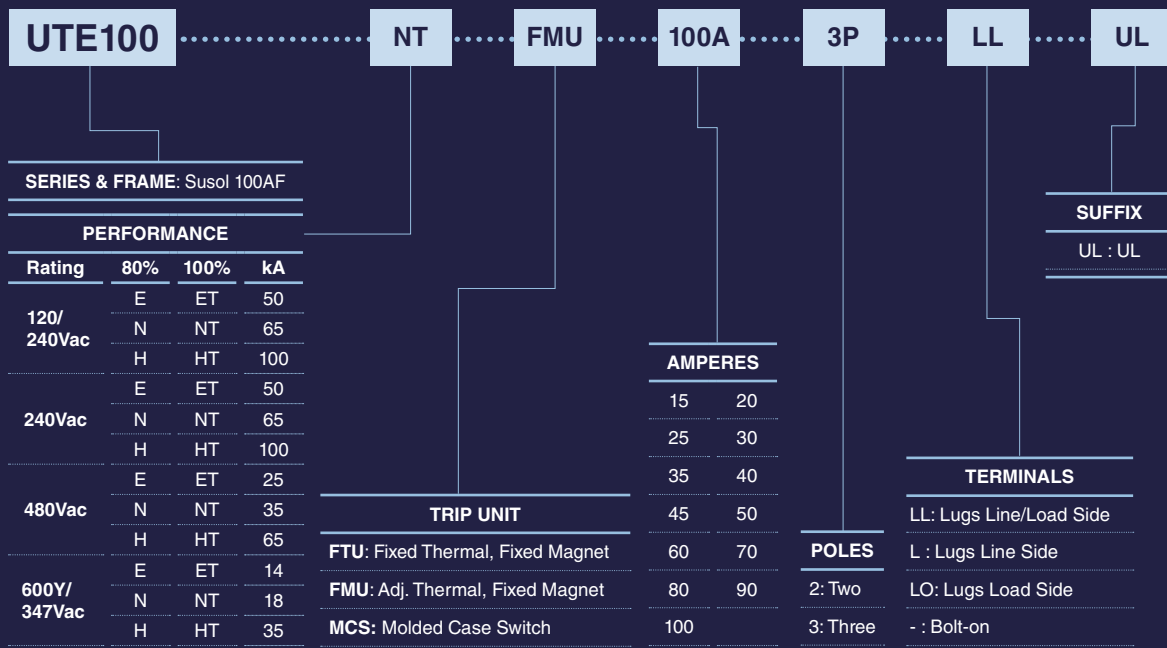 UTE100 NT FMU 100A 3P LL UL
SERIES & FRAME: Susol 100AF
PERFORMANCE
Rating 80% 100% kA
120/
240Vac
E ET 50
N NT 65
H HT 100
240Vac
E ET 50
N NT 65
H HT 100
480Vac
E ET 25
N NT 35
H HT 65
600Y/
347Vac
E ET 14
N NT 18
H HT 35
TRIP UNIT
FTU: Fixed Thermal, Fixed Magnet
FMU: Adj. Thermal, Fixed Magnet
MCS: Molded Case Switch
AMPERES
15 20
25 30
35 40
45 50
60 70
80 90
100
POLES
2: Two
3: Three
TERMINALS
LL: Lugs Line/Load Side
L : Lugs Line Side
LO: Lugs Load Side
- : Bolt-on
SUFFIX
UL : UL